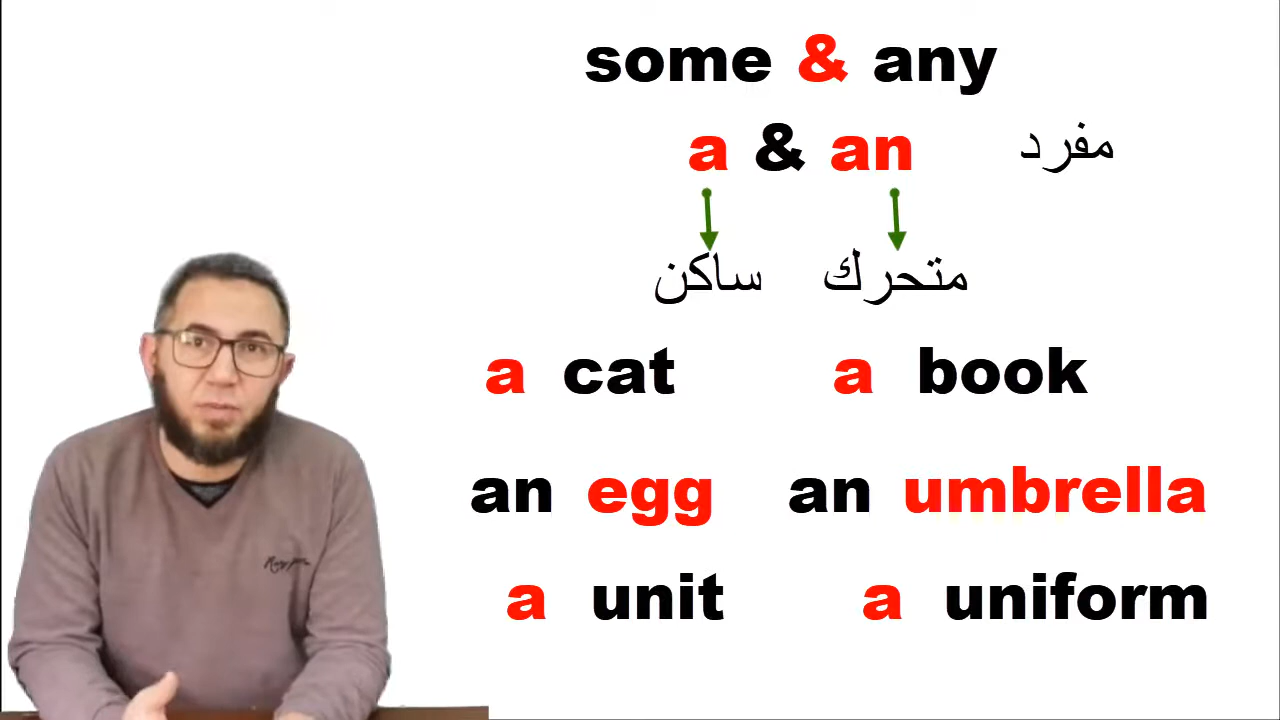 some & any
a & an مفرد
ساكن متحرك
a cat a book
an egg an umbrella
a unit a uniform